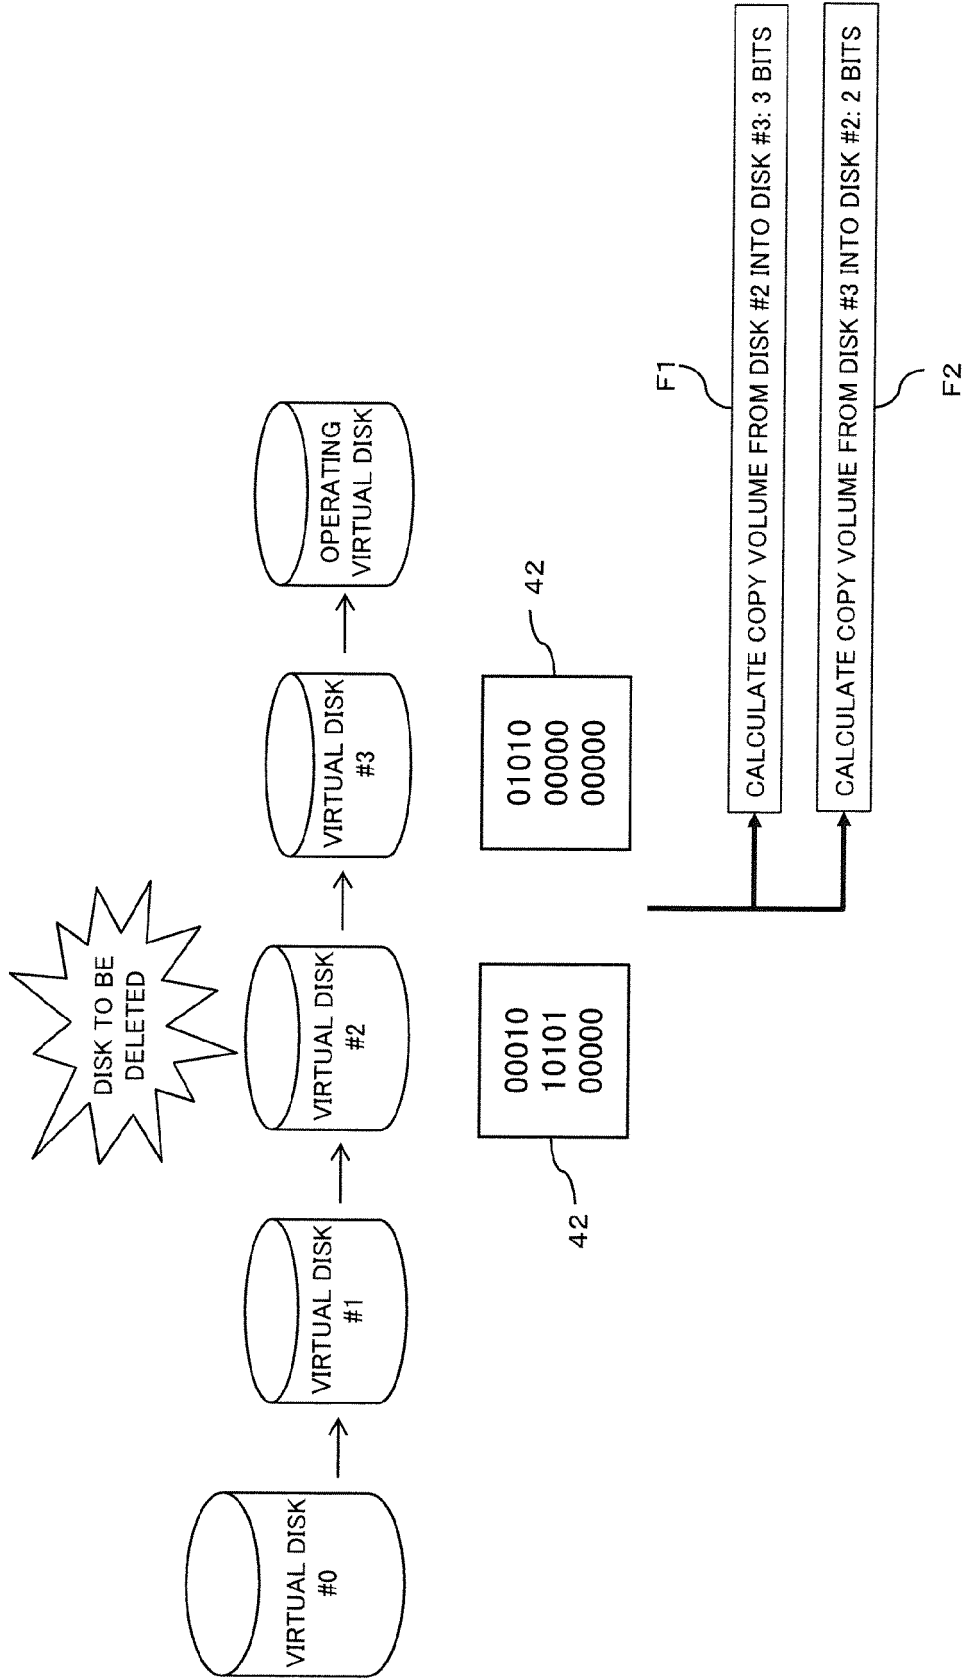 DISK TO BE
DELETED
VIRTUAL DISK
#0
VIRTUAL DISK
#1
VIRTUAL DISK
#2
VIRTUAL DISK
#3
OPERATING
VIRTUAL DISK
42
00010
10101
00000
42
01010
00000
00000
F1
CALCULATE COPY VOLUME FROM DISK #2 INTO DISK #3: 3 BITS
CALCULATE COPY VOLUME FROM DISK #3 INTO DISK #2: 2 BITS
F2